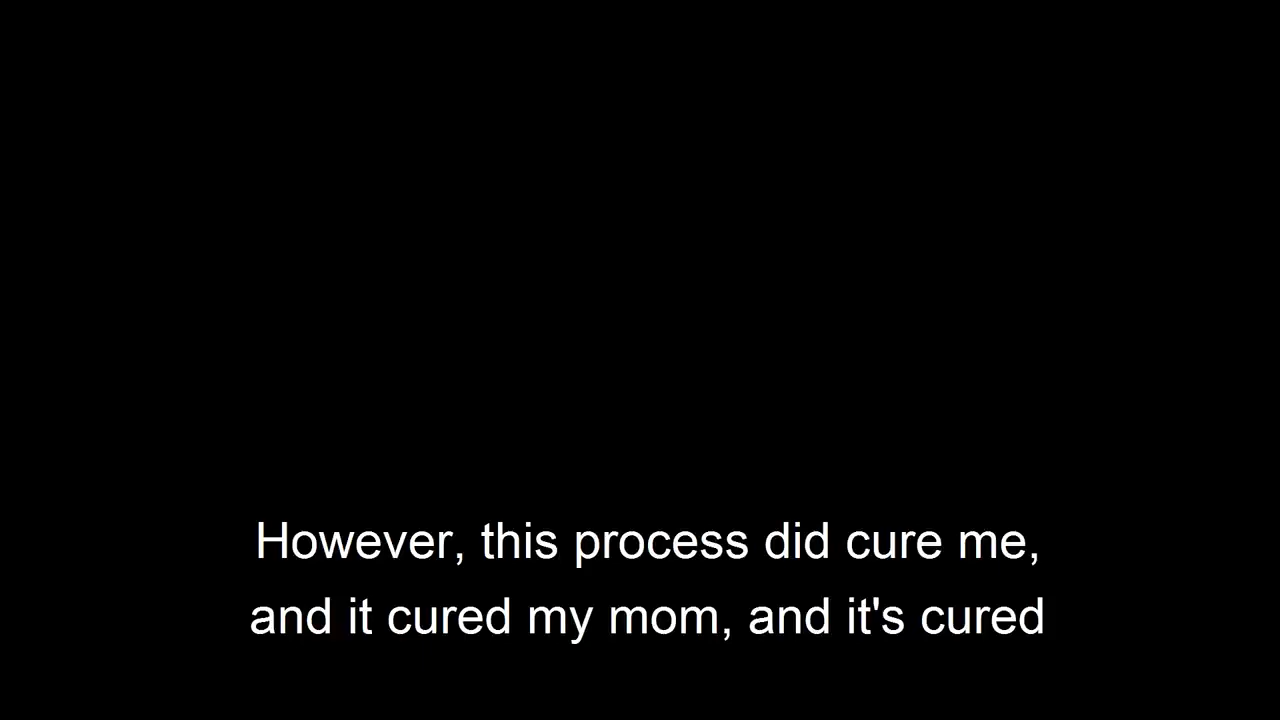 However, this process did cure me,
and it cured my mom, and it's cured